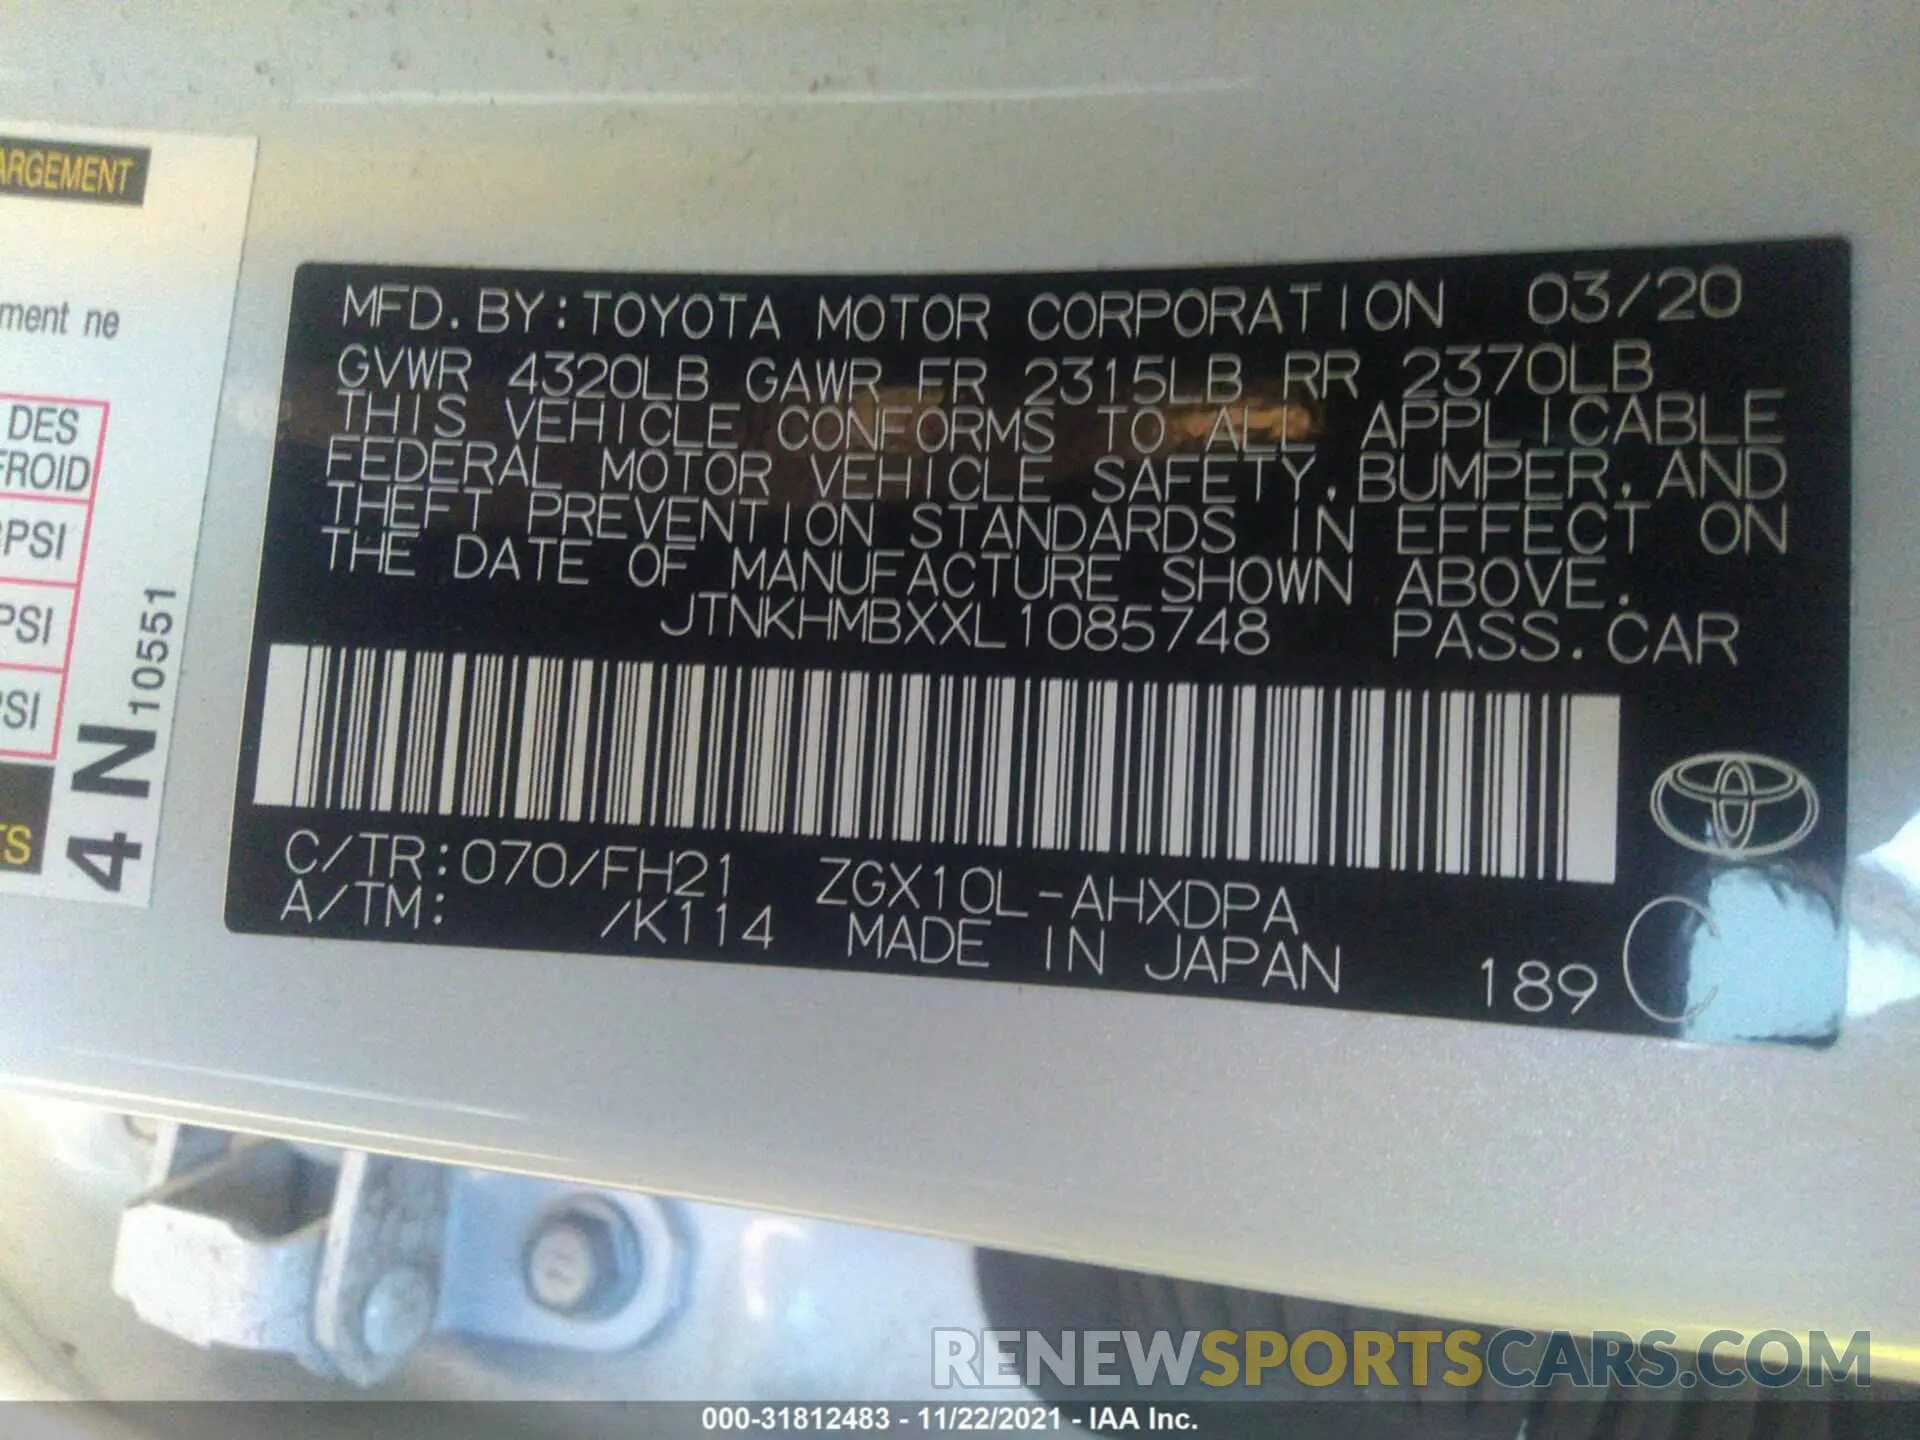 ARGEMENT
ment ne
DES
FROID
PSI
PSI
PSI
TS
4 N 10551
MFD. BY: TOYOTA MOTOR CORPORATION 03/20
GVWR 4320LB GAWR FR 2315LB RR 2370LB
THIS VEHICLE CONFORMS TO ALL APPLICABLE
FEDERAL MOTOR VEHICLE SAFETY, BUMPER, AND
THEFT PREVENTION STANDARDS IN EFFECT ON
THE DATE OF MANUFACTURE SHOWN ABOVE.
JTNKHMBXXL1085748 PASS. CAR
C/TR: 070/FH21 ZGX10L-AHXDPA
A/TM: /K114 MADE IN JAPAN 189 C
RENEWSPORTSCARS.COM
000-31812483 - 11/22/2021 - IAA Inc.